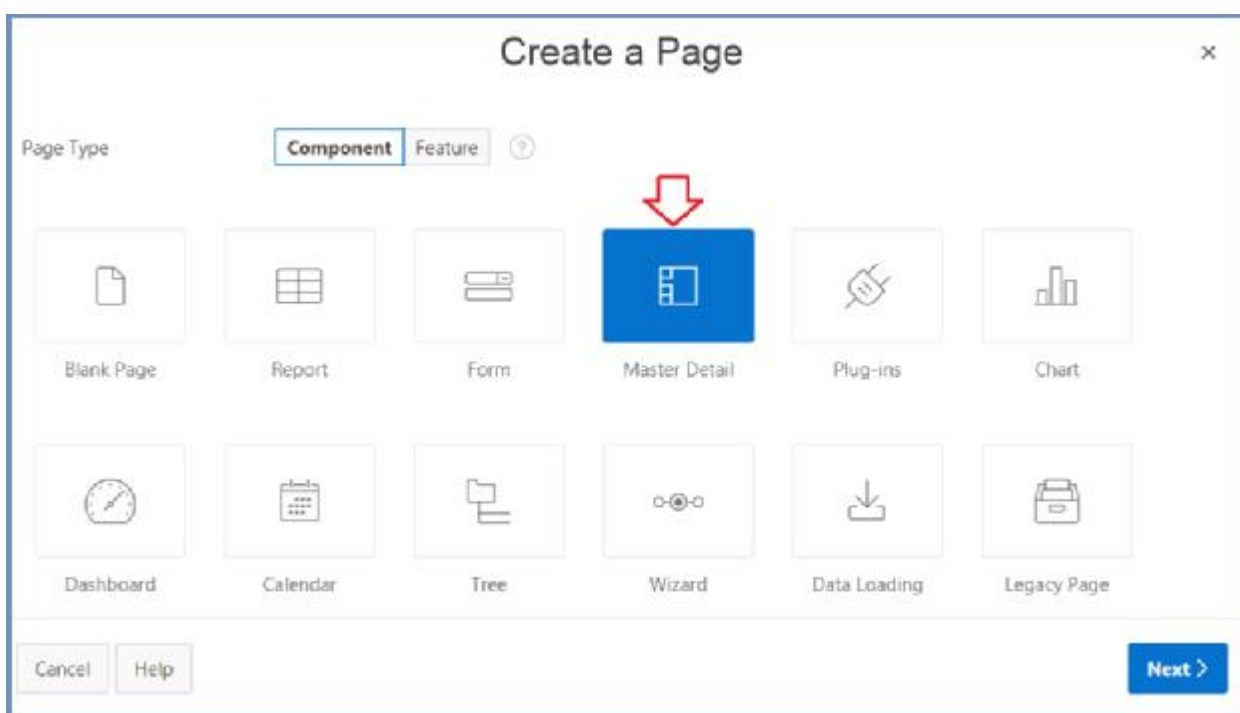 Create a Page ×
Page Type Component Feature ?
Blank Page Report Form Master Detail Plug-ins Chart
Dashboard Calendar Tree Wizard Data Loading Legacy Page
Cancel Help Next >